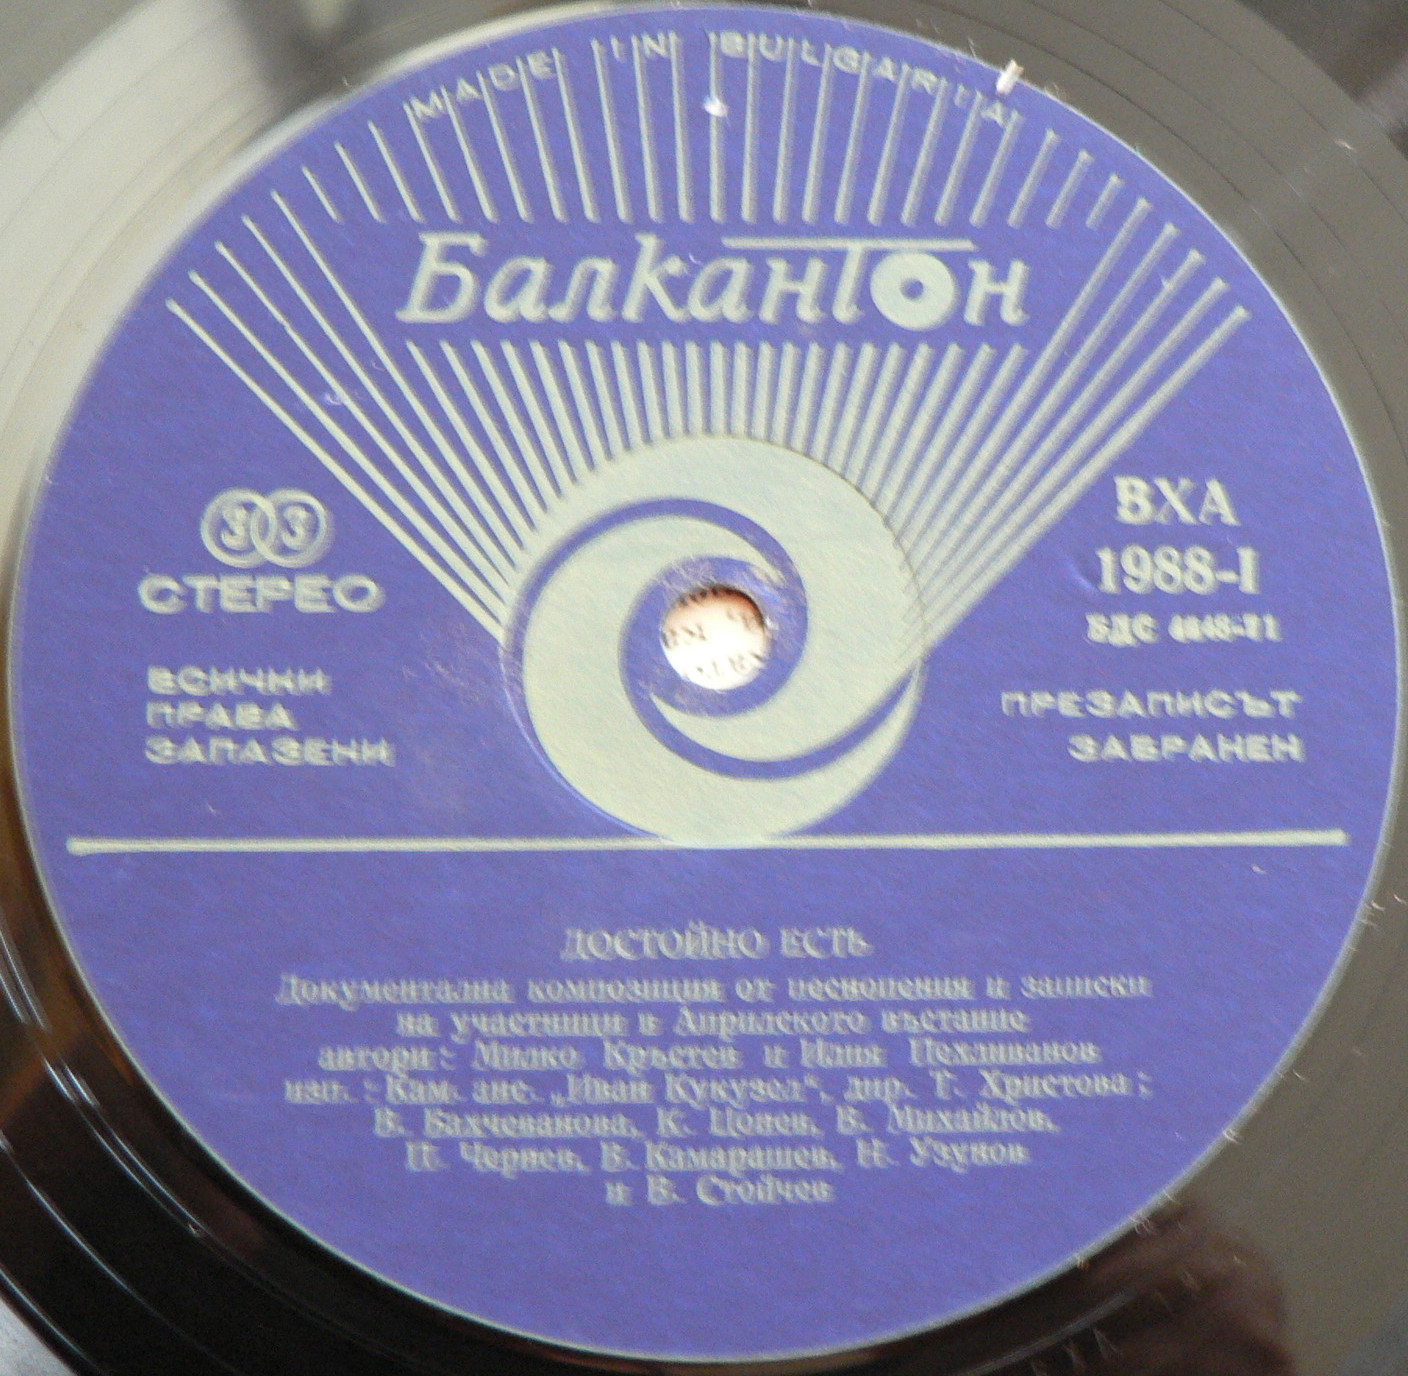 MADE IN BULGARIA
Балкантон
33
СТЕРЕО
ВСИЧКИ
ПРАВА
ЗАПАЗЕНИ
ВХА
1988-I
БДС
ПРЕЗАПИСЪТ
ЗАБРАНЕН
ДОСТОЙНО ЕСТЬ
Документална композиция от песнопения и записки
на участници в Априлското въстание
автори: Милко Кръстев и Илия Пехливанов
изп.: Кам. анс. „Иван Кукузел“, дир. Т. Христова;
В. Бахчеванова, К. Цонев, В. Михайлов,
П. Чернев, В. Камарашев, Н. Узунов
и В. Стойчев